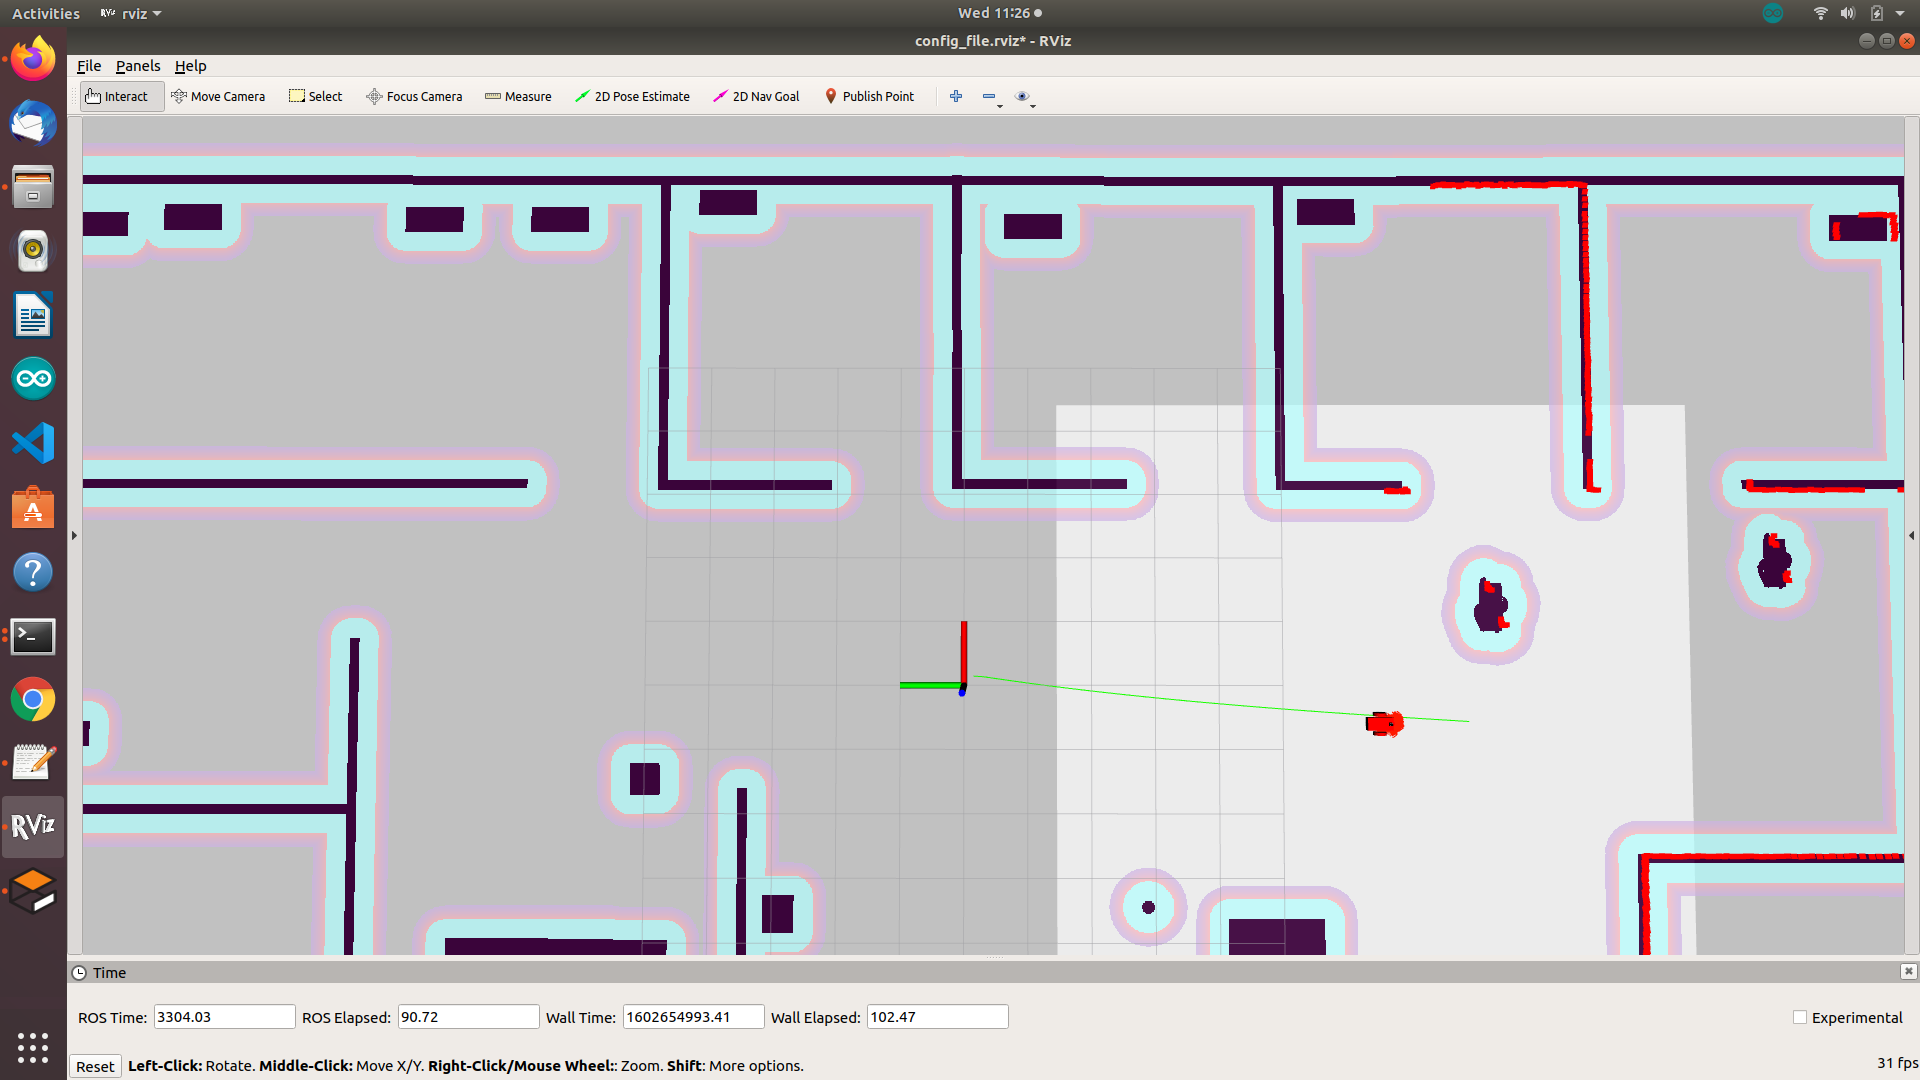 Activities
RViz rviz
Wed 11:26
config_file.rviz* - RViz
File Panels Help
Interact Move Camera Select Focus Camera Measure 2D Pose Estimate 2D Nav Goal Publish Point
RViz
Time
ROS Time: 3304.03 ROS Elapsed: 90.72 Wall Time: 1602654993.41 Wall Elapsed: 102.47 Experimental
Reset Left-Click: Rotate. Middle-Click: Move X/Y. Right-Click/Mouse Wheel:: Zoom. Shift: More options. 31 fps